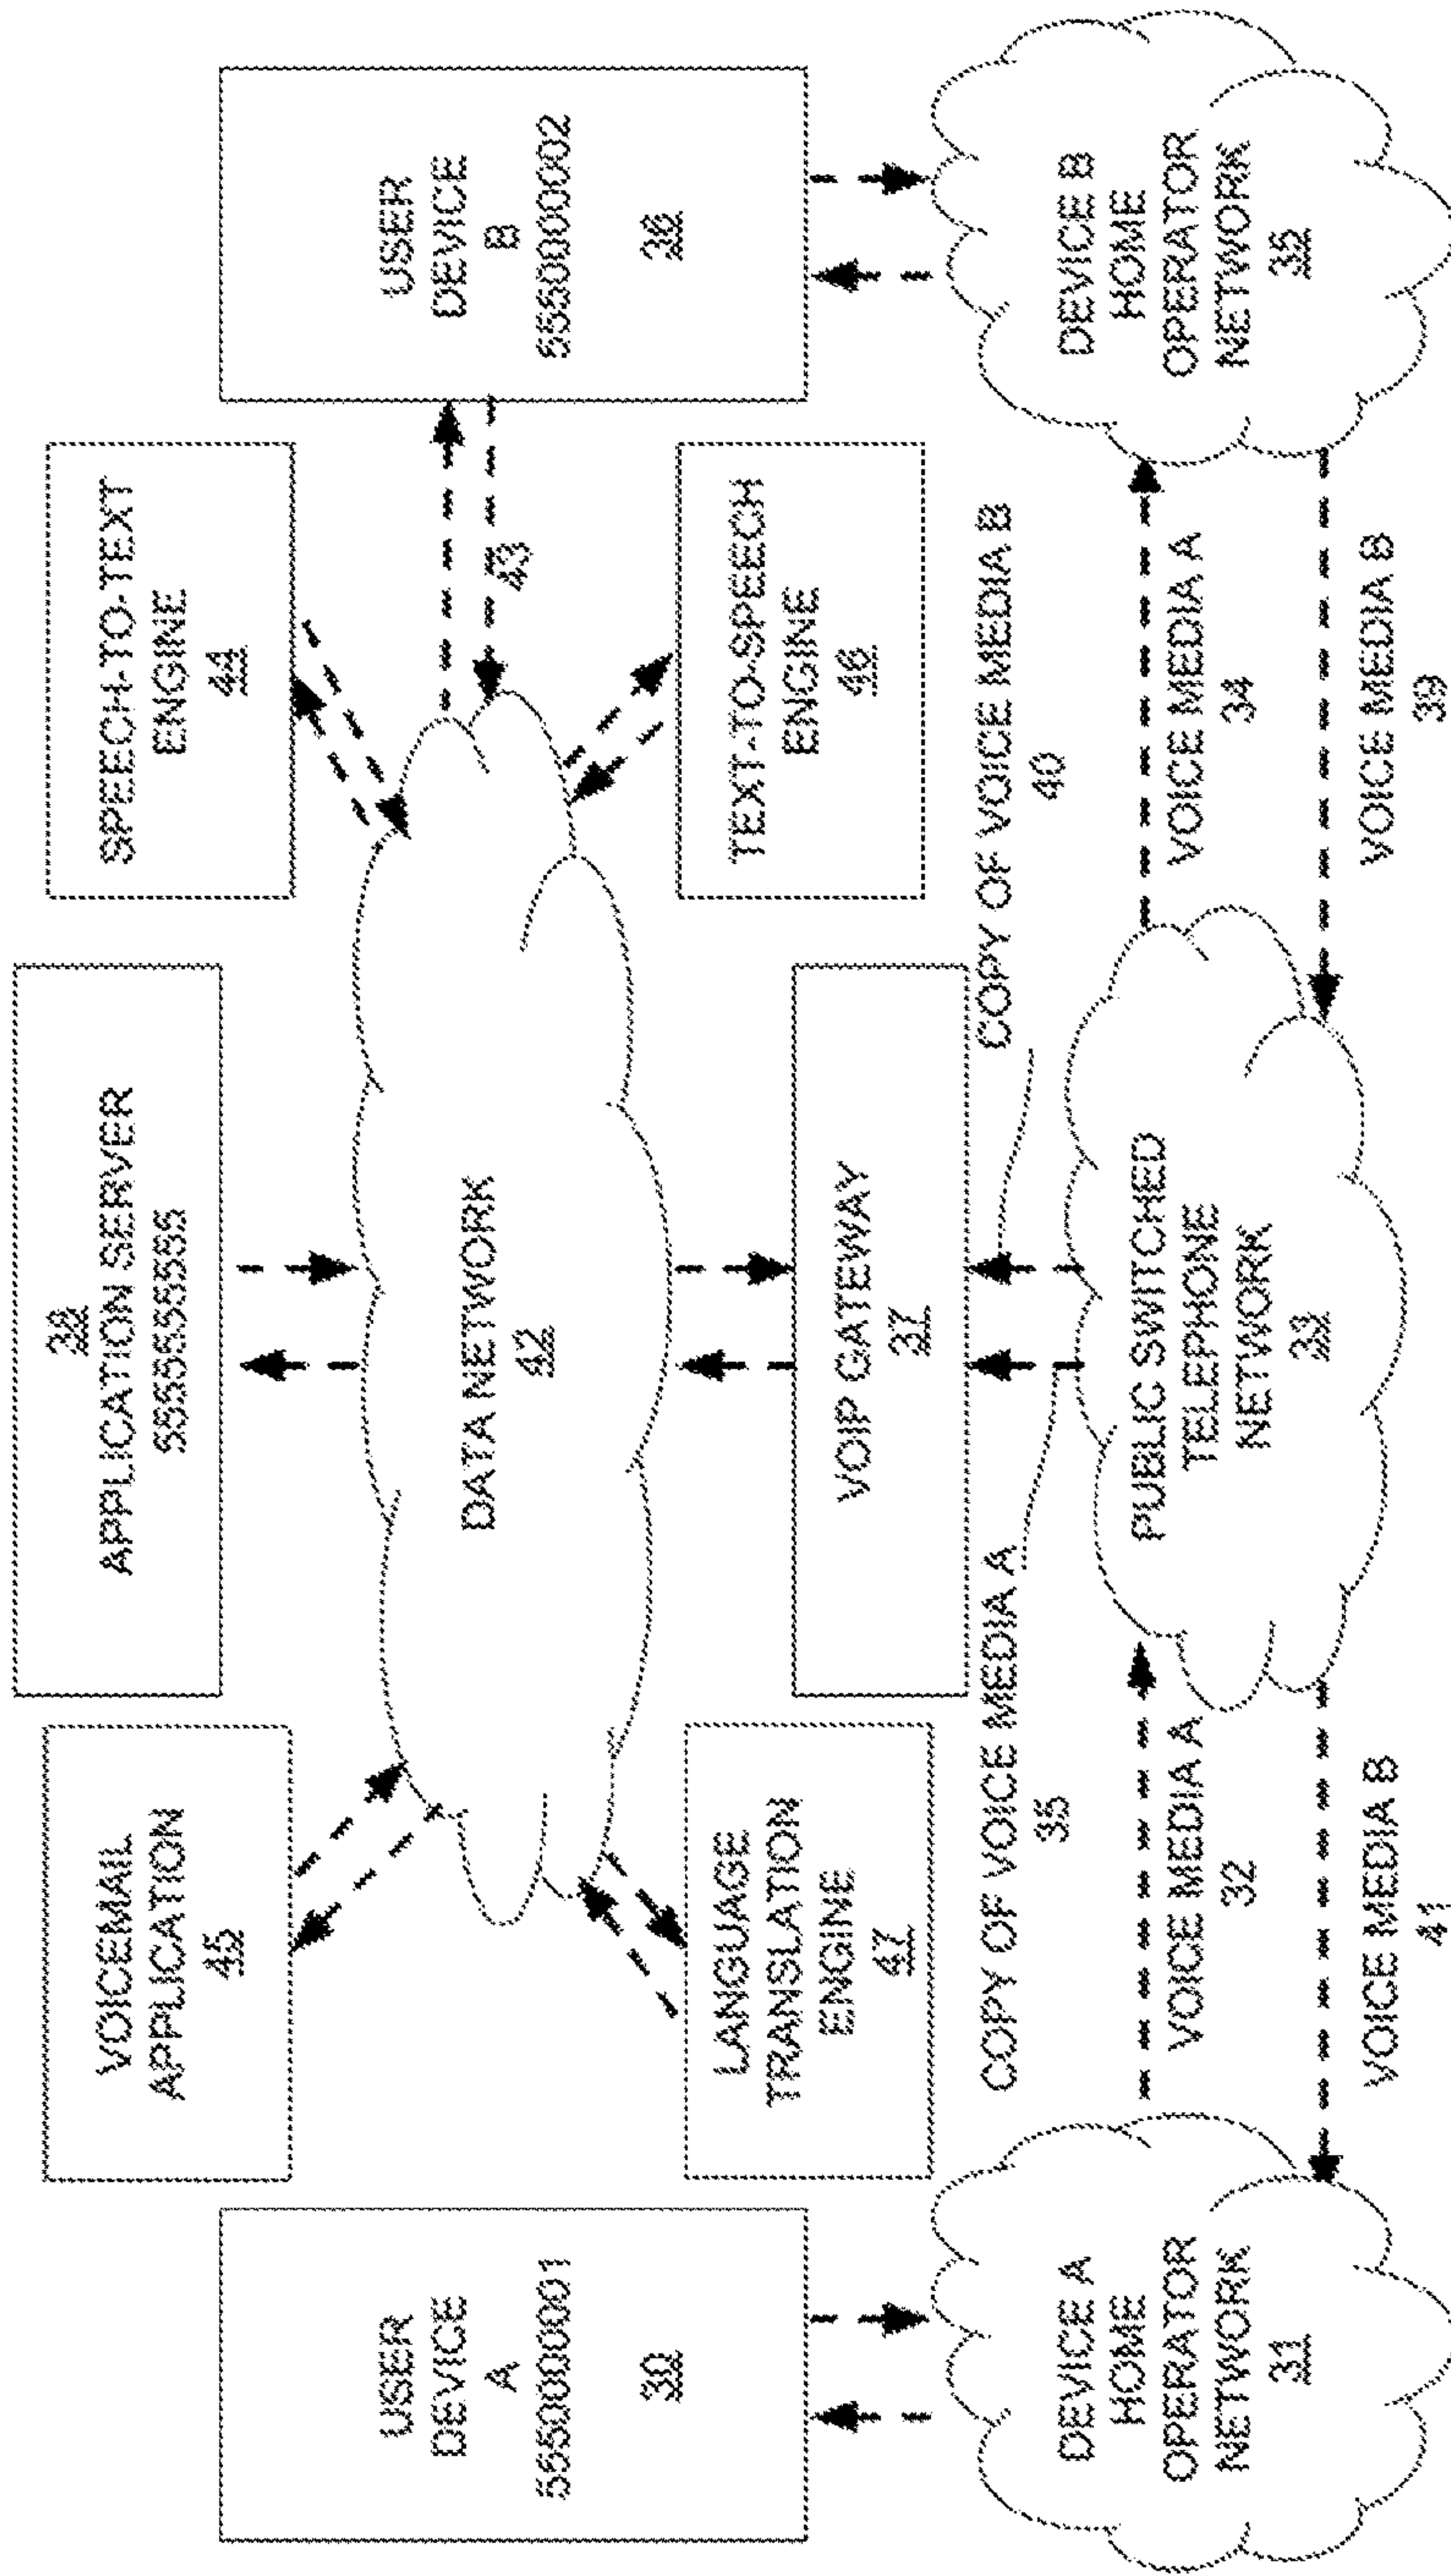 38
APPLICATION SERVER
5555555555
VOICEMAIL
APPLICATION
45
SPEECH-TO-TEXT
ENGINE
44
USER
DEVICE
A
5550000001
30
DATA NETWORK
42
43
USER
DEVICE
B
5550000002
36
LANGUAGE
TRANSLATION
ENGINE
47
VOIP GATEWAY
37
TEXT-TO-SPEECH
ENGINE
46
COPY OF VOICE MEDIA A
35
COPY OF VOICE MEDIA B
40
DEVICE A
HOME
OPERATOR
NETWORK
31
VOICE MEDIA A
32
PUBLIC SWITCHED
TELEPHONE
NETWORK
33
VOICE MEDIA A
34
DEVICE B
HOME
OPERATOR
NETWORK
35
VOICE MEDIA B
41
VOICE MEDIA B
39